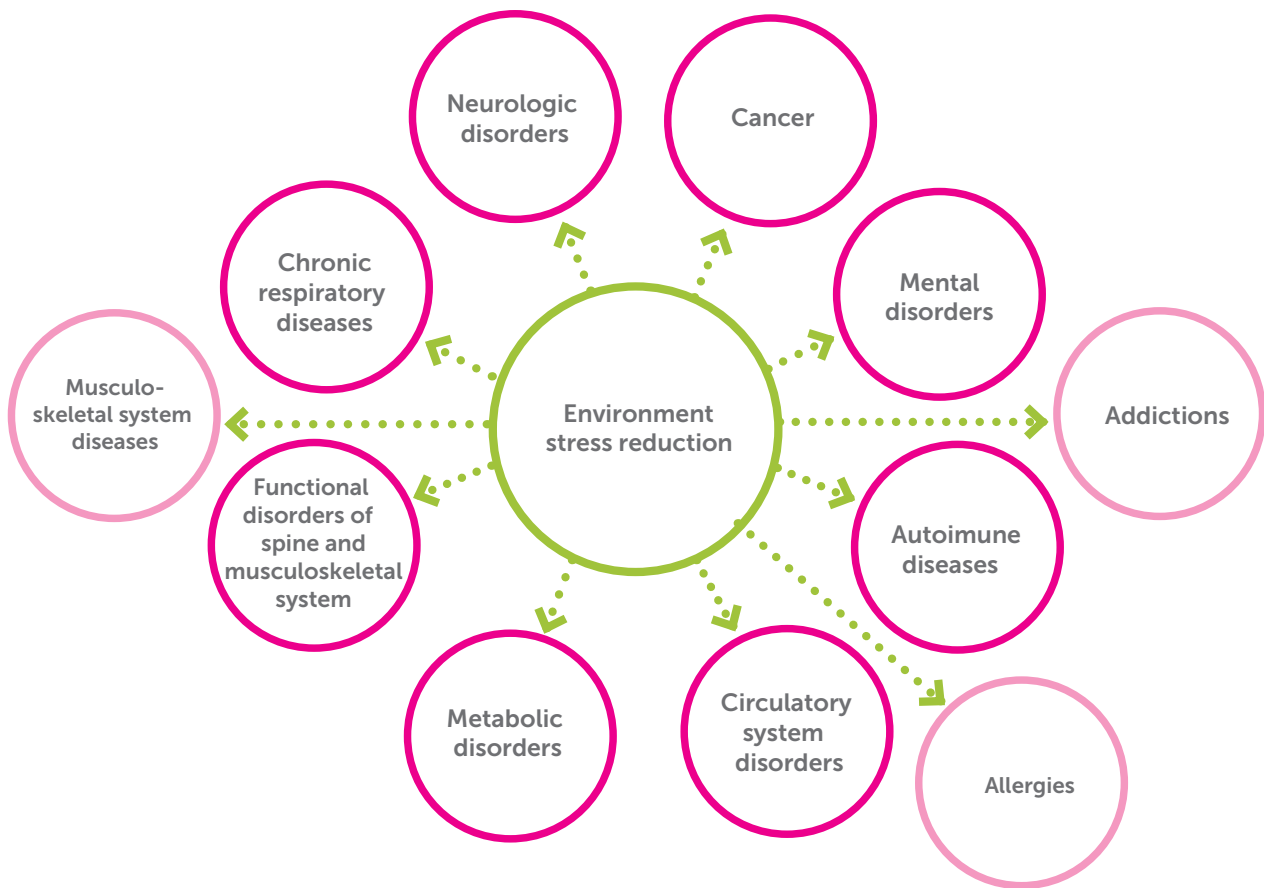 Neurologic
disorders
Cancer
Chronic
respiratory
diseases
Mental
disorders
Musculo-
skeletal system
diseases
Environment
stress reduction
Addictions
Functional
disorders of
spine and
musculoskeletal
system
Autoimune
diseases
Metabolic
disorders
Circulatory
system
disorders
Allergies